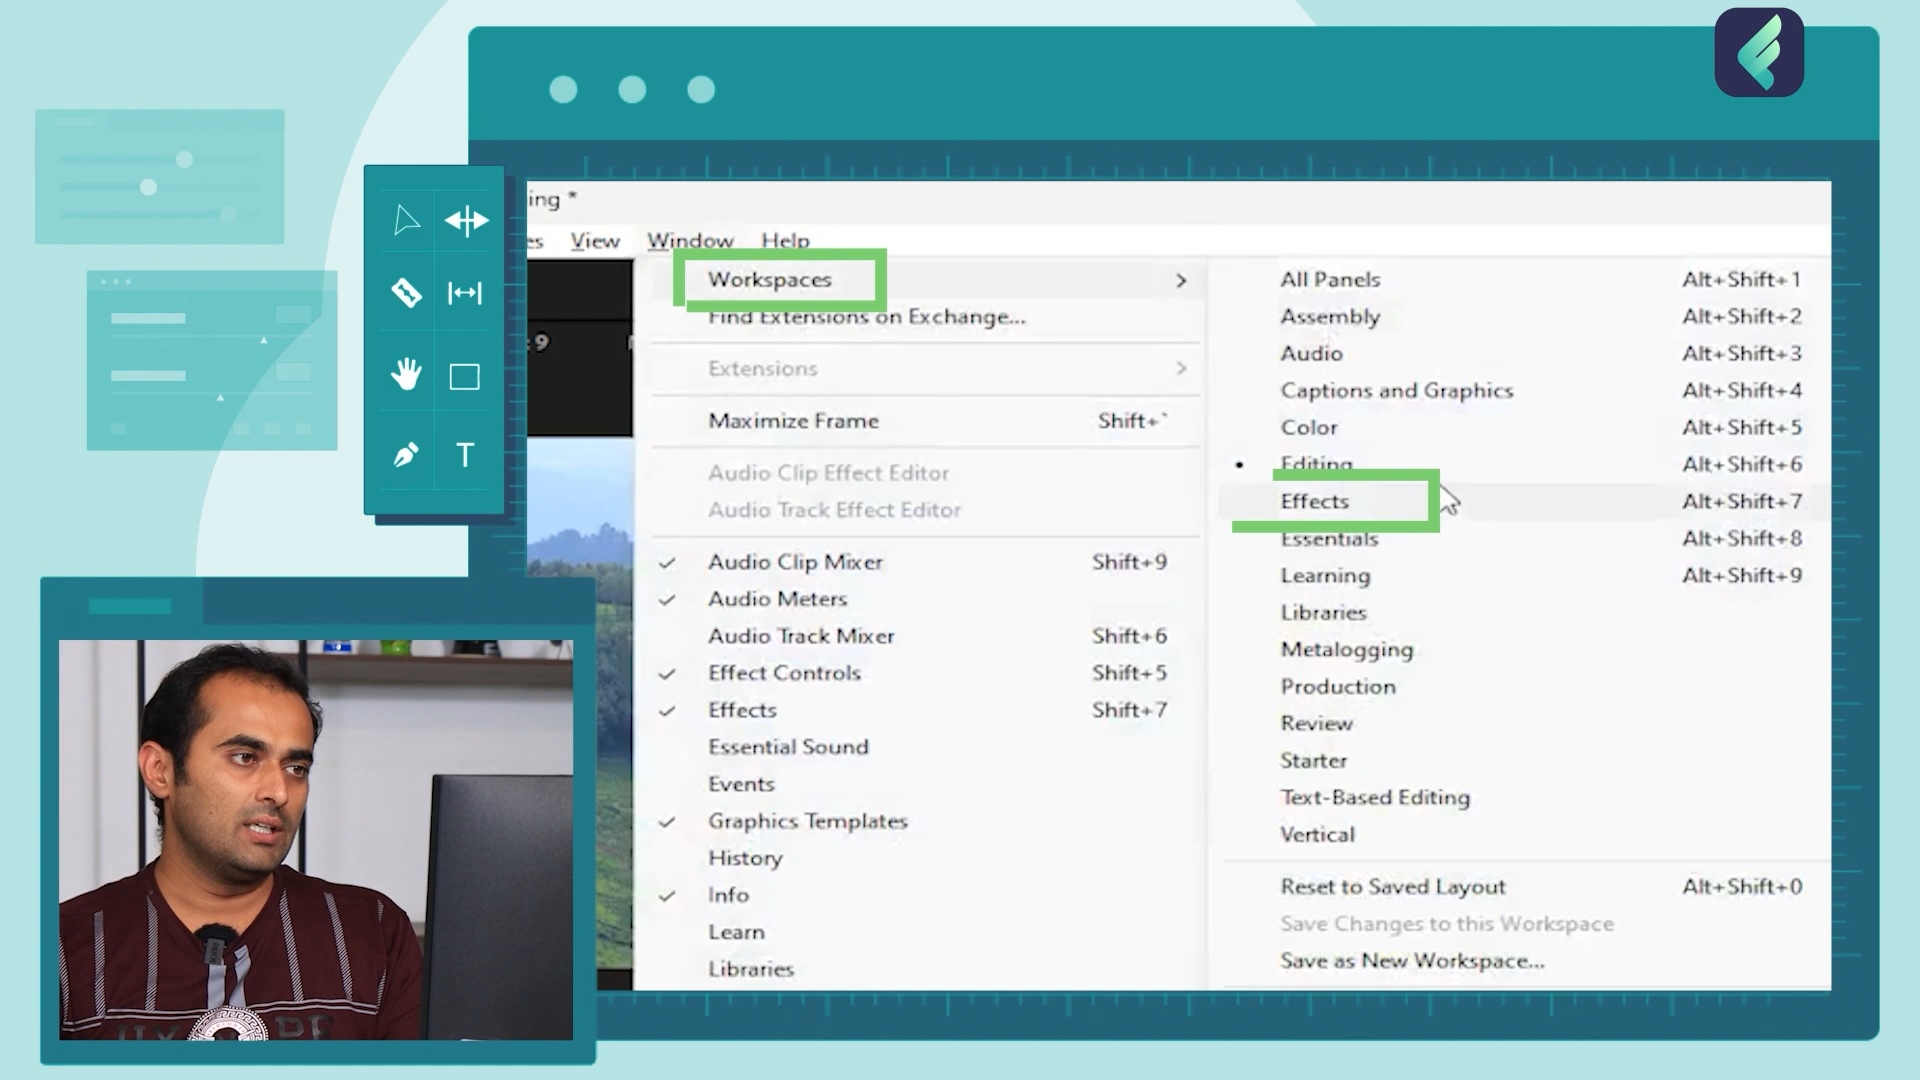 ing *
es View Window Help
Workspaces
Find Extensions on Exchange...
Extensions
Maximize Frame Shift+`
Audio Clip Effect Editor
Audio Track Effect Editor
Audio Clip Mixer Shift+9
Audio Meters
Audio Track Mixer Shift+6
Effect Controls Shift+5
Effects Shift+7
Essential Sound
Events
Graphics Templates
History
Info
Learn
Libraries
All Panels Alt+Shift+1
Assembly Alt+Shift+2
Audio Alt+Shift+3
Captions and Graphics Alt+Shift+4
Color Alt+Shift+5
Editing Alt+Shift+6
Effects Alt+Shift+7
Essentials Alt+Shift+8
Learning Alt+Shift+9
Libraries
Metalogging
Production
Review
Starter
Text-Based Editing
Vertical
Reset to Saved Layout Alt+Shift+0
Save Changes to this Workspace
Save as New Workspace...
:9
T